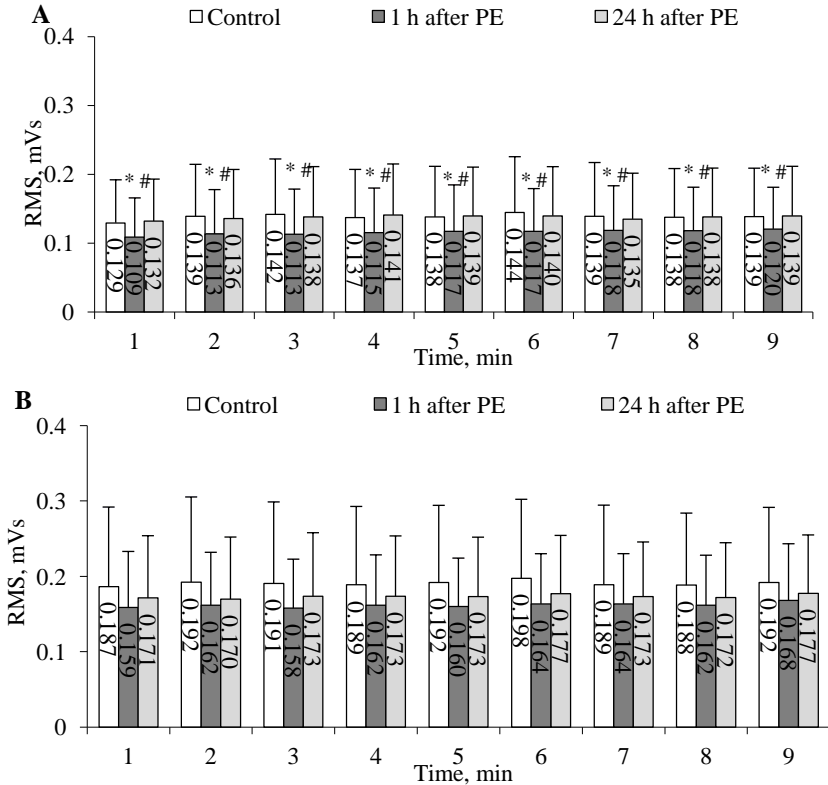 A
Control 1 h after PE 24 h after PE
RMS, mVs
0.4
0.3
0.2
0.1
0
* # * # * # * # * # * # * # * # * #
0.129 0.109 0.132 0.139 0.113 0.136 0.142 0.113 0.138 0.137 0.115 0.141 0.138 0.117 0.139 0.144 0.117 0.140 0.139 0.118 0.135 0.138 0.118 0.138 0.139 0.120 0.139
1 2 3 4 5 6 7 8 9
Time, min
B
Control 1 h after PE 24 h after PE
RMS, mVs
0.4
0.3
0.2
0.1
0
0.187 0.159 0.171 0.192 0.162 0.170 0.191 0.158 0.173 0.189 0.162 0.173 0.192 0.160 0.173 0.198 0.164 0.177 0.189 0.164 0.173 0.188 0.162 0.172 0.192 0.168 0.177
1 2 3 4 5 6 7 8 9
Time, min